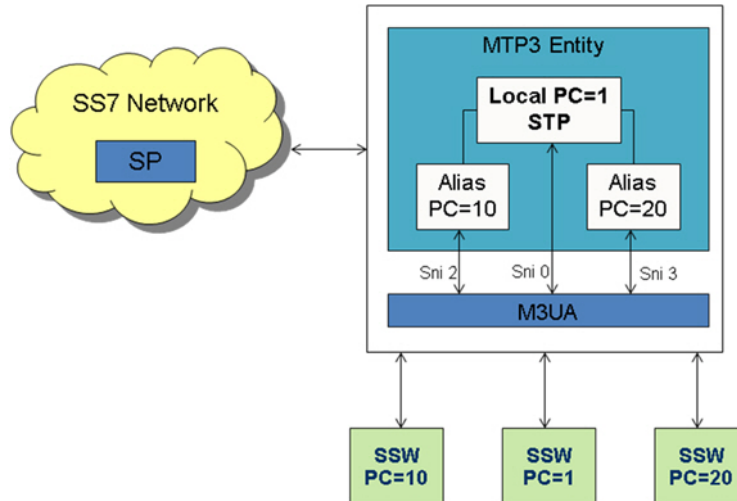 MTP3 Entity
SS7 Network
SP
Local PC=1
STP
Alias
PC=10
Alias
PC=20
Sni 2
Sni 0
Sni 3
M3UA
SSW
PC=10
SSW
PC=1
SSW
PC=20